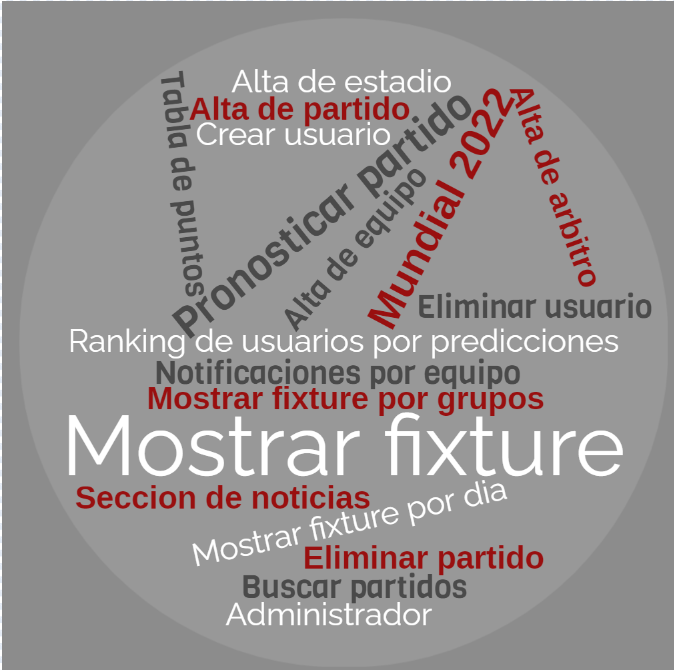 Alta de estadio
Alta de partido
Crear usuario
Tabla de puntos
Pronosticar partido
Alta de equipo
Mundial 2022
Alta de arbitro
Eliminar usuario
Ranking de usuarios por predicciones
Notificaciones por equipo
Mostrar fixture por grupos
Mostrar fixture
Seccion de noticias
Mostrar fixture por dia
Eliminar partido
Buscar partidos
Administrador